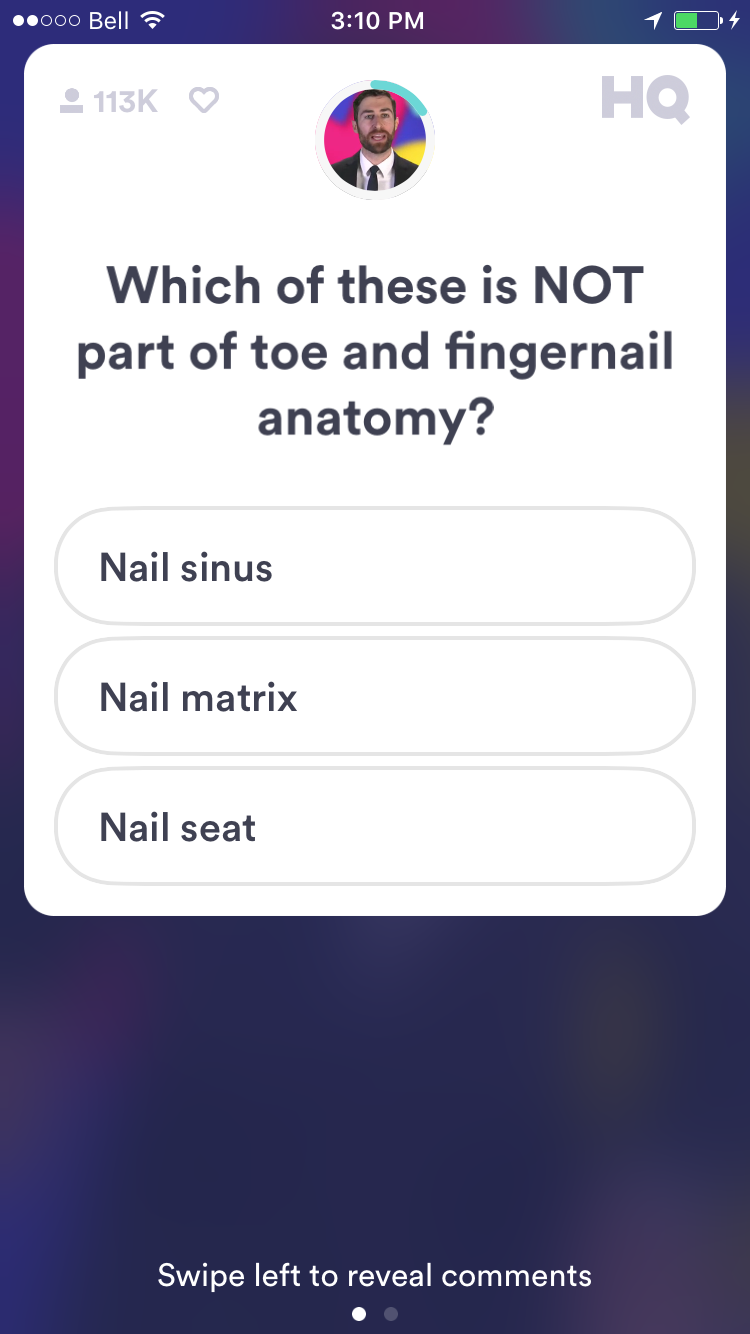 Bell 3:10 PM
113K HQ
Which of these is NOT
part of toe and fingernail
anatomy?
Nail sinus
Nail matrix
Nail seat
Swipe left to reveal comments